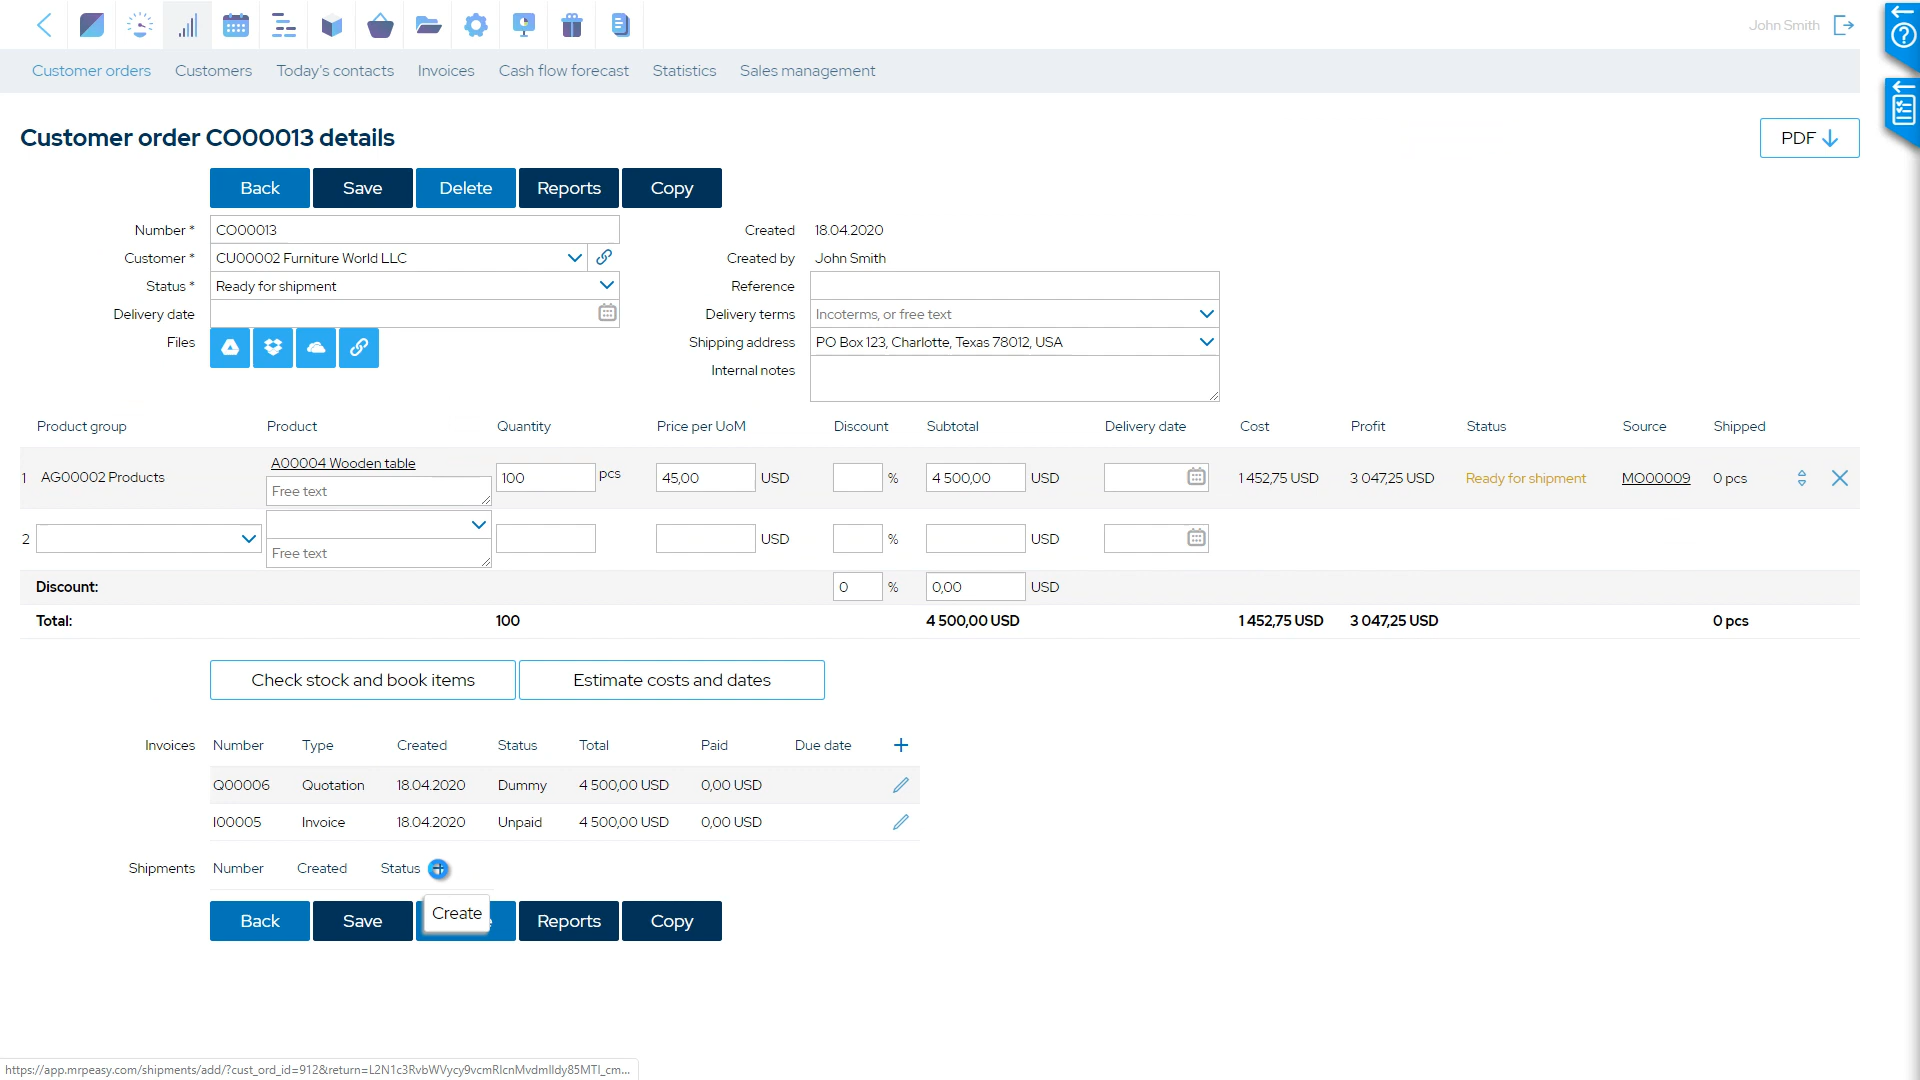 John Smith
Customer orders Customers Today's contacts Invoices Cash flow forecast Statistics Sales management
Customer order CO00013 details
PDF
Back Save Delete Reports Copy
Number * CO00013 Created 18.04.2020
Customer * CU00002 Furniture World LLC Created by John Smith
Status * Ready for shipment Reference
Delivery date Delivery terms Incoterms, or free text
Files Shipping address PO Box 123, Charlotte, Texas 78012, USA
Internal notes
Product group Product Quantity Price per UoM Discount Subtotal Delivery date Cost Profit Status Source Shipped
A00004 Wooden table
1 AG00002 Products 100 pcs 45,00 USD % 4 500,00 USD 1 452,75 USD 3 047,25 USD Ready for shipment MO00009 0 pcs
Free text
2 USD % USD
Free text
Discount: 0 % 0,00 USD
Total: 100 4 500,00 USD 1 452,75 USD 3 047,25 USD 0 pcs
Check stock and book items Estimate costs and dates
Invoices Number Type Created Status Total Paid Due date
Q00006 Quotation 18.04.2020 Dummy 4 500,00 USD 0,00 USD
I00005 Invoice 18.04.2020 Unpaid 4 500,00 USD 0,00 USD
Shipments Number Created Status
Create
Back Save Reports Copy
https://app.mrpeasy.com/shipments/add/?cust_ord_id=912&return=